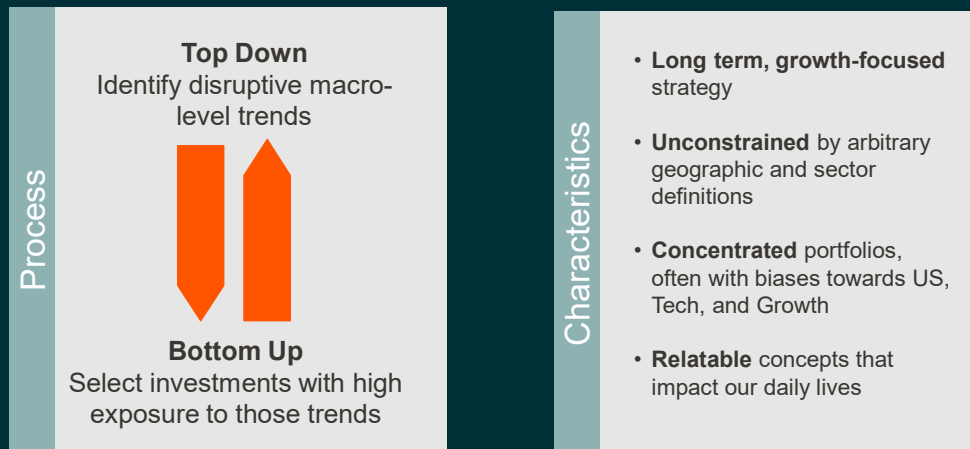 Process
Top Down
Identify disruptive macro-
level trends
Bottom Up
Select investments with high
exposure to those trends
Characteristics
• Long term, growth-focused
strategy
• Unconstrained by arbitrary
geographic and sector
definitions
• Concentrated portfolios,
often with biases towards US,
Tech, and Growth
• Relatable concepts that
impact our daily lives